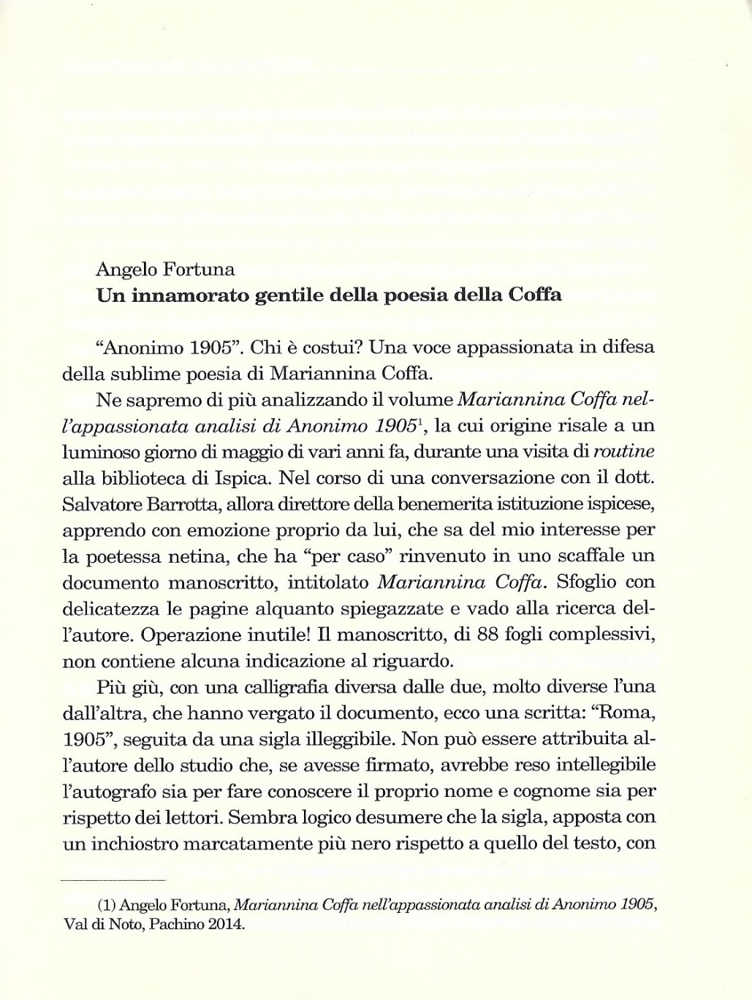 Angelo Fortuna
Un innamorato gentile della poesia della Coffa
“Anonimo 1905”. Chi è costui? Una voce appassionata in difesa
della sublime poesia di Mariannina Coffa.
Ne sapremo di più analizzando il volume Mariannina Coffa nel-
l’appassionata analisi di Anonimo 1905¹, la cui origine risale a un
luminoso giorno di maggio di vari anni fa, durante una visita di routine
alla biblioteca di Ispica. Nel corso di una conversazione con il dott.
Salvatore Barrotta, allora direttore della benemerita istituzione ispicese,
apprendo con emozione proprio da lui, che sa del mio interesse per
la poetessa netina, che ha “per caso” rinvenuto in uno scaffale un
documento manoscritto, intitolato Mariannina Coffa. Sfoglio con
delicatezza le pagine alquanto spiegazzate e vado alla ricerca del-
l’autore. Operazione inutile! Il manoscritto, di 88 fogli complessivi,
non contiene alcuna indicazione al riguardo.
Più giù, con una calligrafia diversa dalle due, molto diverse l’una
dall’altra, che hanno vergato il documento, ecco una scritta: “Roma,
1905”, seguita da una sigla illeggibile. Non può essere attribuita al-
l’autore dello studio che, se avesse firmato, avrebbe reso intellegibile
l’autografo sia per fare conoscere il proprio nome e cognome sia per
rispetto dei lettori. Sembra logico desumere che la sigla, apposta con
un inchiostro marcatamente più nero rispetto a quello del testo, con
(1) Angelo Fortuna, Mariannina Coffa nell’appassionata analisi di Anonimo 1905,
Val di Noto, Pachino 2014.